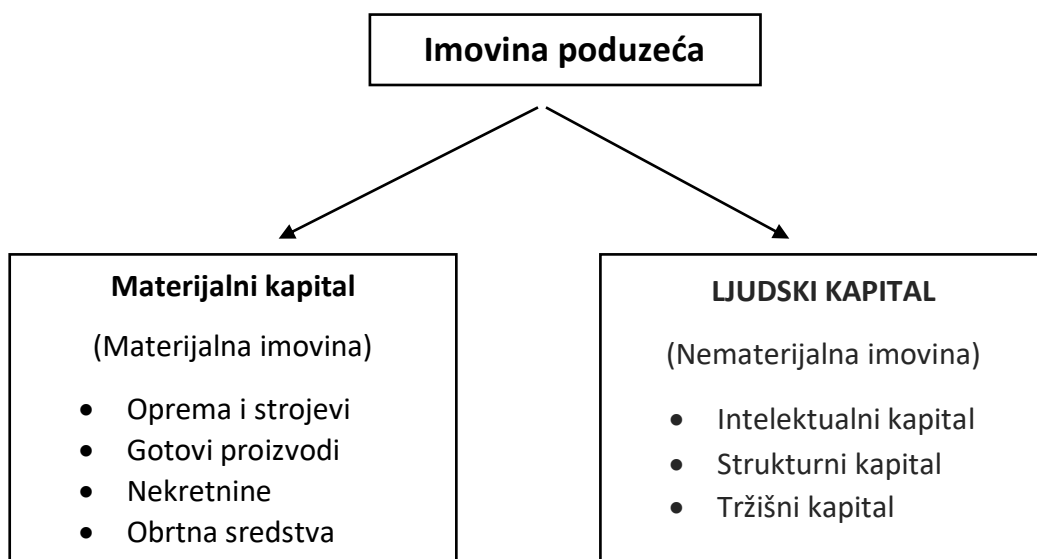 Imovina poduzeća
Materijalni kapital
(Materijalna imovina)
• Oprema i strojevi
• Gotovi proizvodi
• Nekretnine
• Obrtna sredstva
LJUDSKI KAPITAL
(Nematerijalna imovina)
• Intelektualni kapital
• Strukturni kapital
• Tržišni kapital